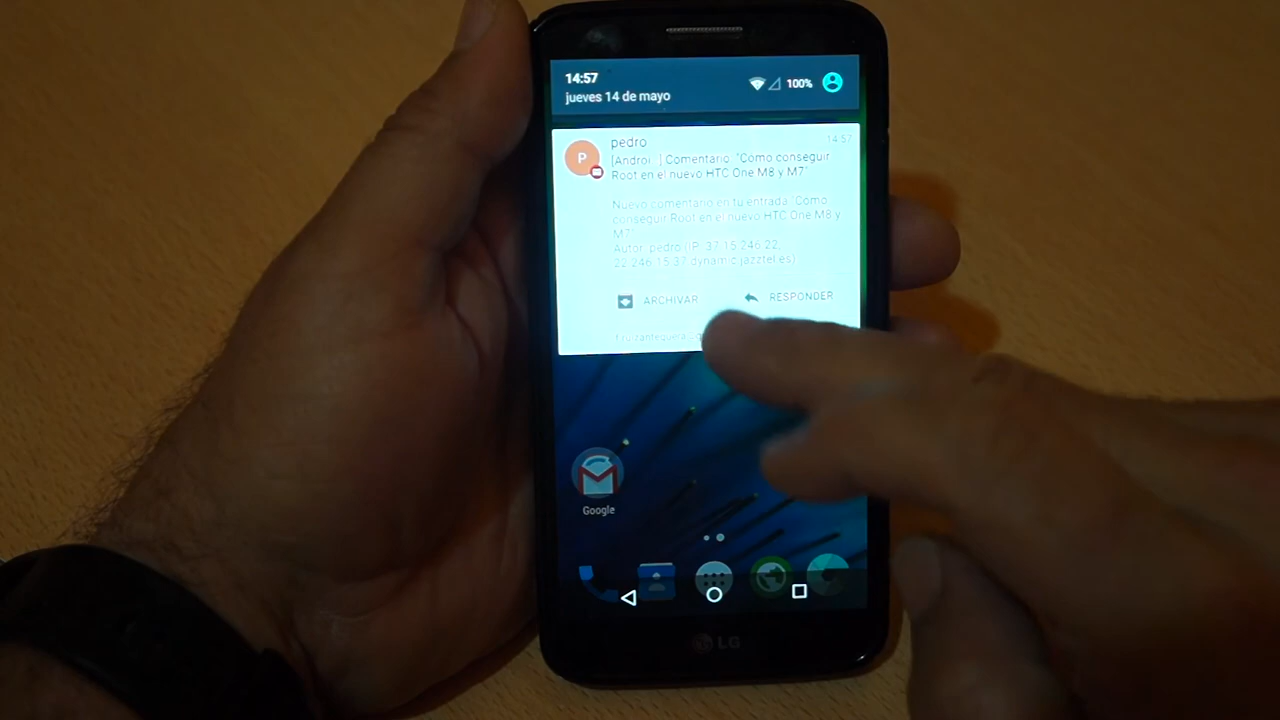 14:57
100%
jueves 14 de mayo
pedro
14:57
P
[Androi...] Comentario: "Como conseguir
Root en el nuevo HTC One M8 y M7"
Nuevo comentario en tu entrada "Como
conseguir Root en el nuevo HTC One M8 y
M7"
Autor: pedro (IP: 37.15.246.22,
22.246.15.37.dynamic.jazztel.es)
ARCHIVAR
RESPONDER
Google
LG